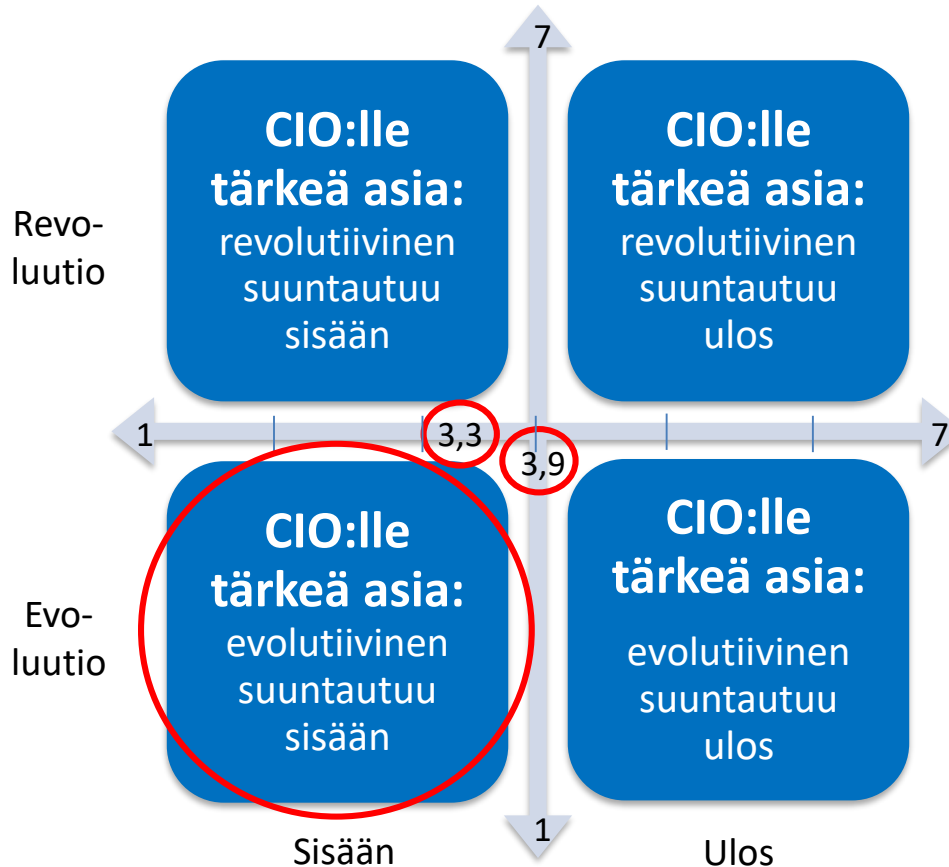 7
CIO:lle
tärkeä asia:
revolutiivinen
suuntautuu
sisään
CIO:lle
tärkeä asia:
revolutiivinen
suuntautuu
ulos
Revo-
luutio
1
3,3
3,9
7
CIO:lle
tärkeä asia:
evolutiivinen
suuntautuu
sisään
CIO:lle
tärkeä asia:
evolutiivinen
suuntautuu
ulos
Evo-
luutio
1
Sisään
Ulos